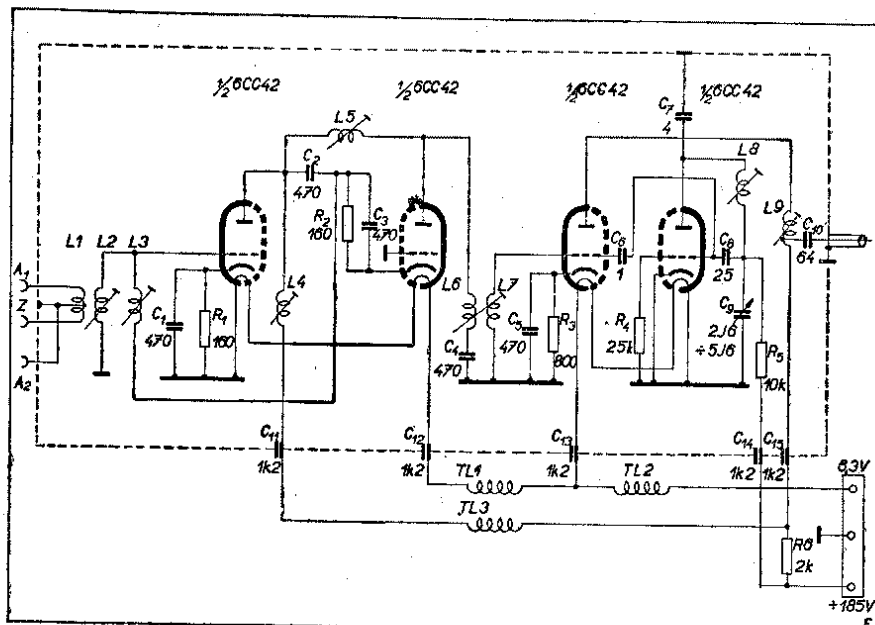 ½6CC42
½6CC42
½6CC42
½6CC42
C7
4
L5
C2
470
L8
R2
160
C3
470
L9
C10
64
L1
L2
L3
A1
Z
A2
C6
1
C8
25
L4
L6
L7
C1
470
R1
160
C4
470
C5
470
R3
800
R4
25k
C9
2J6
÷5J6
R5
10k
C11
1k2
C12
1k2
C13
1k2
C14
1k2
C15
1k2
TL1
TL2
6,3V
TL3
R6
2k
+185V